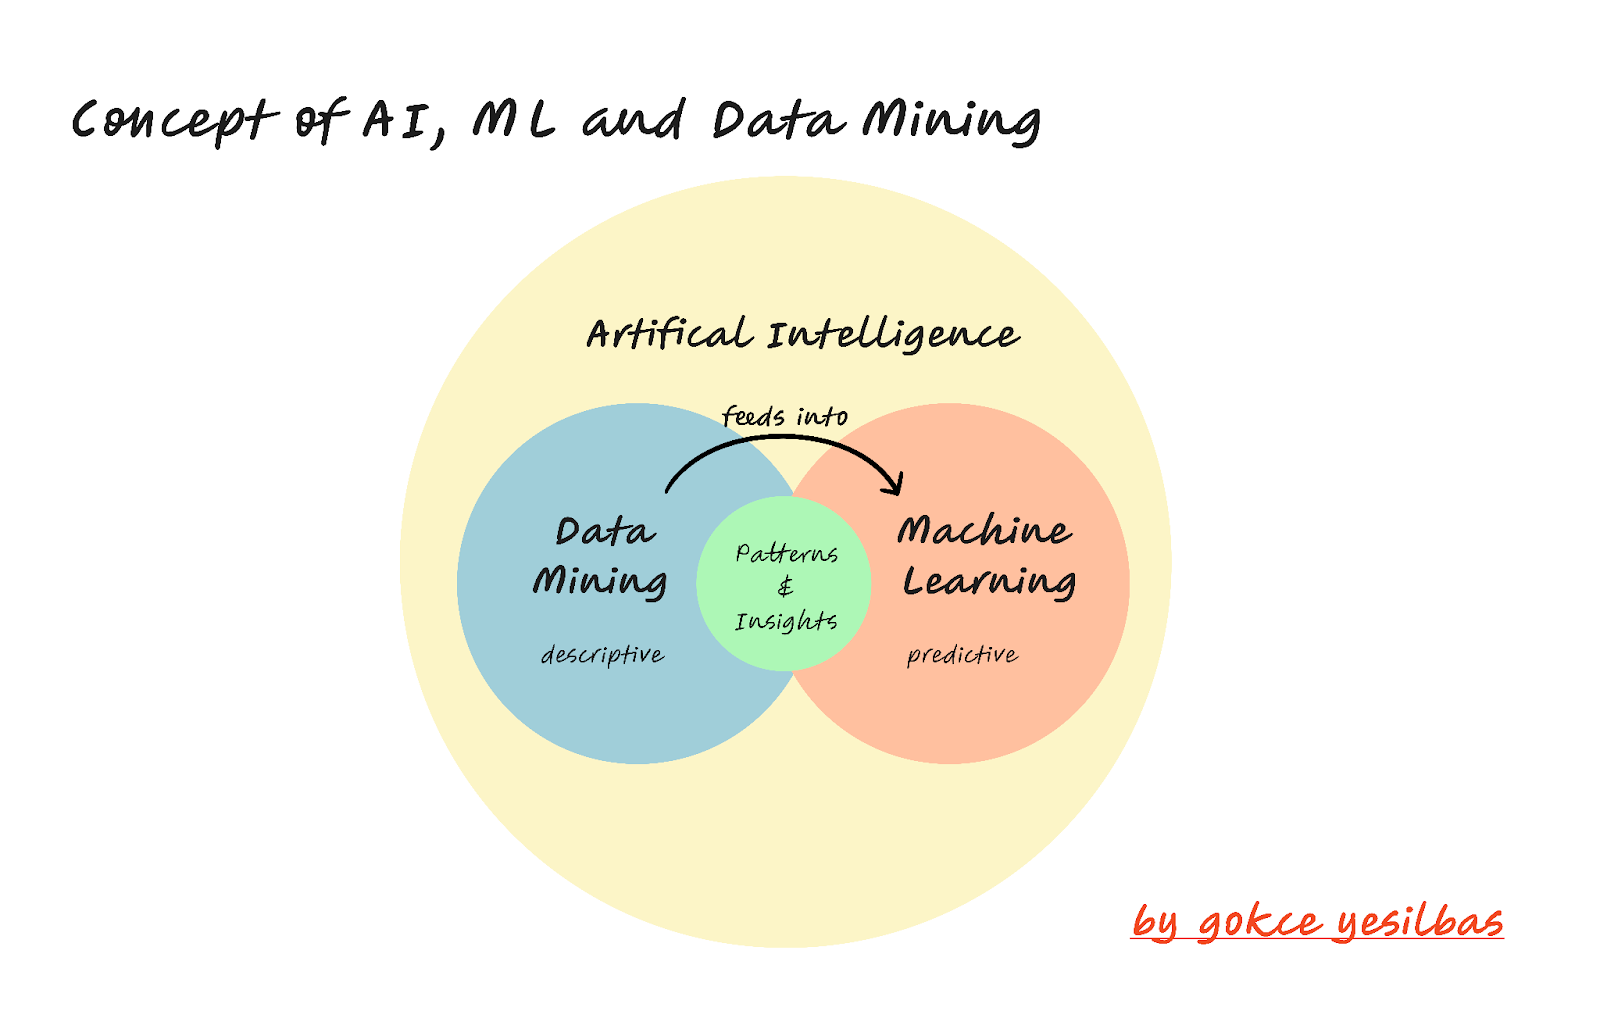 Concept of AI, ML and Data Mining
Artifical Intelligence
feeds into
Data
Mining
descriptive
Patterns
&
Insights
Machine
Learning
predictive
by gokce yesilbas